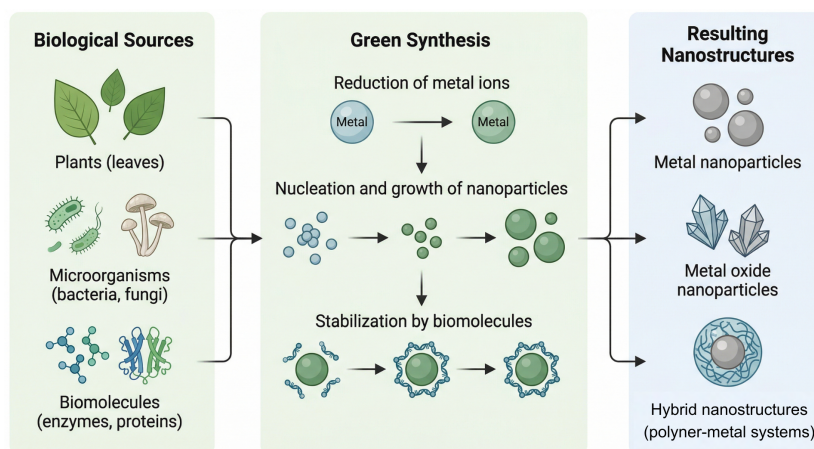 Biological Sources
Plants (leaves)
Microorganisms
(bacteria, fungi)
Biomolecules
(enzymes, proteins)
Green Synthesis
Reduction of metal ions
Metal
Metal
Nucleation and growth of nanoparticles
Stabilization by biomolecules
Resulting
Nanostructures
Metal nanoparticles
Metal oxide
nanoparticles
Hybrid nanostructures
(polyner-metal systems)